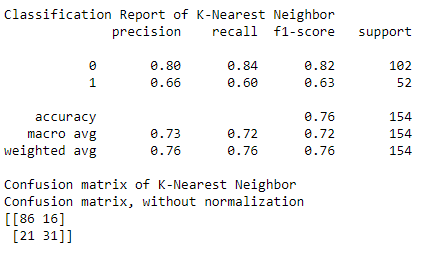 Classification Report of K-Nearest Neighbor
precision recall f1-score support
0 0.80 0.84 0.82 102
1 0.66 0.60 0.63 52
accuracy 0.76 154
macro avg 0.73 0.72 0.72 154
weighted avg 0.76 0.76 0.76 154
Confusion matrix of K-Nearest Neighbor
Confusion matrix, without normalization
[[86 16]
[21 31]]